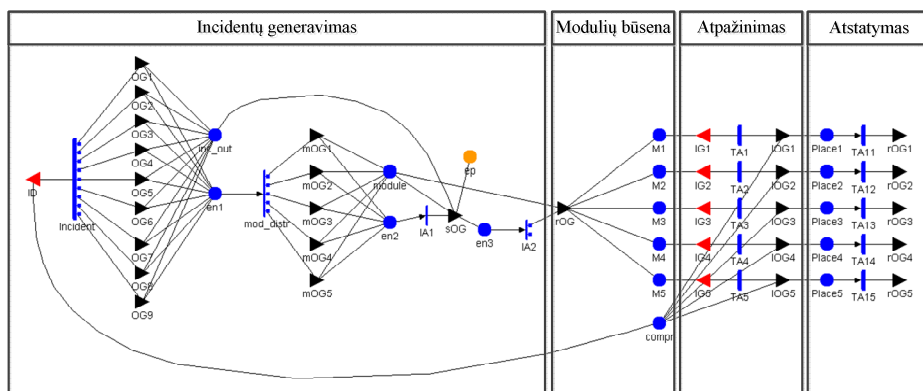 Incidentų generavimas
Modulių būsena
Atpažinimas
Atstatymas
OG1
OG2
OG3
OG4
OG5
OG6
OG7
OG8
OG9
ID
Incident
inc_out
en1
mod_distr
mOG1
mOG2
mOG3
mOG4
mOG5
module
en2
IA1
ep
sOG
en3
IA2
rOG
M1
M2
M3
M4
M5
compr
IG1
IG2
IG3
IG4
IG5
TA1
TA2
TA3
TA4
TA5
IOG1
IOG2
IOG3
IOG4
IOG5
Place1
Place2
Place3
Place4
Place5
TA11
TA12
TA13
TA14
TA15
rOG1
rOG2
rOG3
rOG4
rOG5